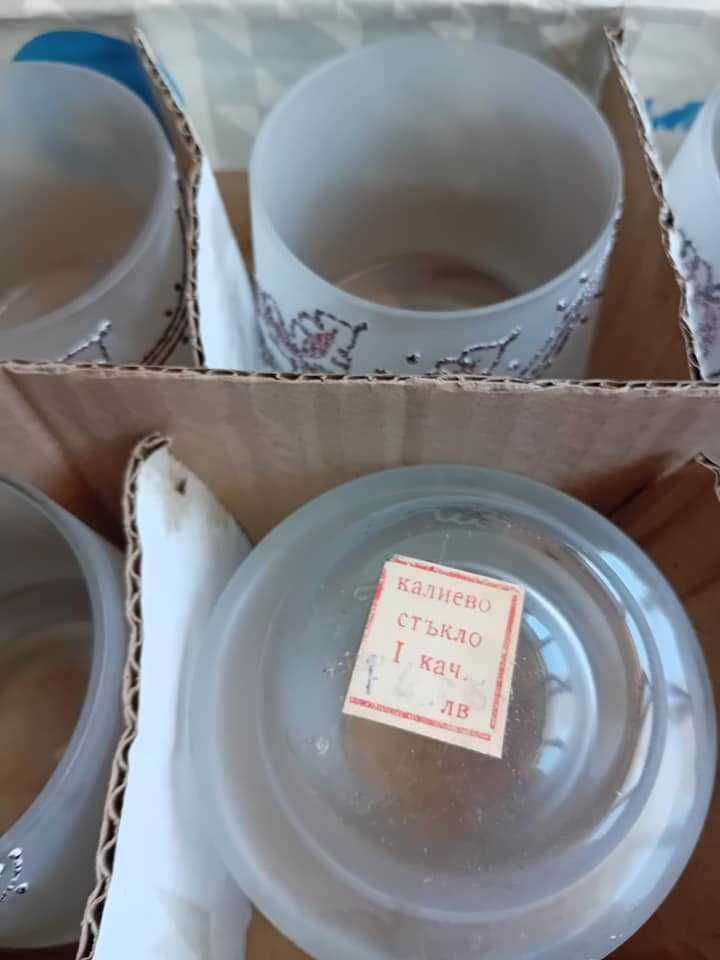 калиево
стъкло
I кач.
лв